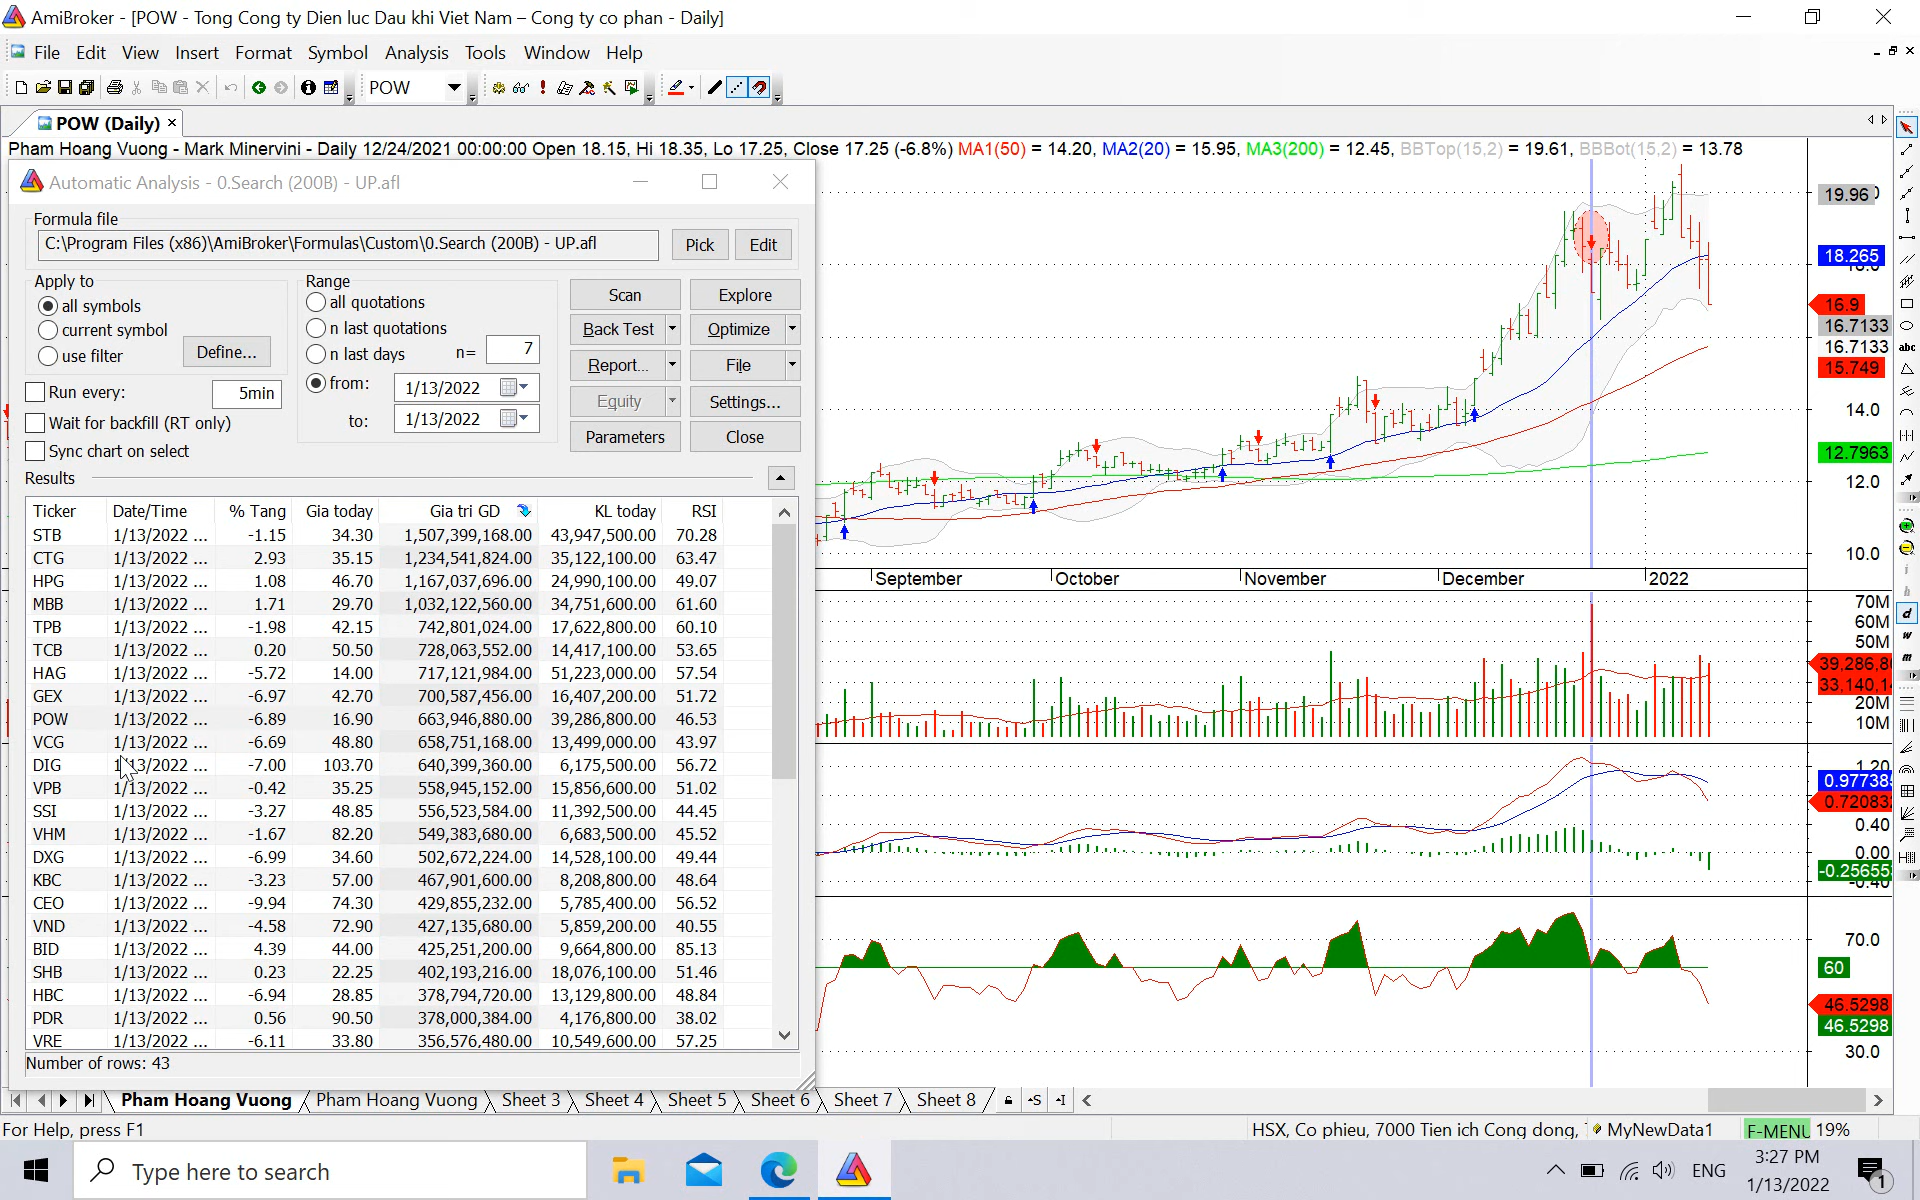 AmiBroker - [POW - Tong Cong ty Dien luc Dau khi Viet Nam – Cong ty co phan - Daily]
File Edit View Insert Format Symbol Analysis Tools Window Help
POW
POW (Daily)
Pham Hoang Vuong - Mark Minervini - Daily 12/24/2021 00:00:00 Open 18.15, Hi 18.35, Lo 17.25, Close 17.25 (-6.8%) MA1(50) = 14.20, MA2(20) = 15.95, MA3(200) = 12.45, BBTop(15,2) = 19.61, BBBot(15,2) = 13.78
Automatic Analysis - 0.Search (200B) - UP.afl
Formula file
C:\Program Files (x86)\AmiBroker\Formulas\Custom\0.Search (200B) - UP.afl Pick Edit
Apply to
all symbols
current symbol
use filter Define...
Range
all quotations
n last quotations
n last days n= 7
from: 1/13/2022
to: 1/13/2022
Scan Explore
Back Test Optimize
Report... File
Equity Settings...
Parameters Close
Run every: 5min
Wait for backfill (RT only)
Sync chart on select
Results
Ticker Date/Time % Tang Gia today Gia tri GD KL today RSI
STB 1/13/2022 ... -1.15 34.30 1,507,399,168.00 43,947,500.00 70.28
CTG 1/13/2022 ... 2.93 35.15 1,234,541,824.00 35,122,100.00 63.47
HPG 1/13/2022 ... 1.08 46.70 1,167,037,696.00 24,990,100.00 49.07
MBB 1/13/2022 ... 1.71 29.70 1,032,122,560.00 34,751,600.00 61.60
TPB 1/13/2022 ... -1.98 42.15 742,801,024.00 17,622,800.00 60.10
TCB 1/13/2022 ... 0.20 50.50 728,063,552.00 14,417,100.00 53.65
HAG 1/13/2022 ... -5.72 14.00 717,121,984.00 51,223,000.00 57.54
GEX 1/13/2022 ... -6.97 42.70 700,587,456.00 16,407,200.00 51.72
POW 1/13/2022 ... -6.89 16.90 663,946,880.00 39,286,800.00 46.53
VCG 1/13/2022 ... -6.69 48.80 658,751,168.00 13,499,000.00 43.97
DIG 1/13/2022 ... -7.00 103.70 640,399,360.00 6,175,500.00 56.72
VPB 1/13/2022 ... -0.42 35.25 558,945,152.00 15,856,600.00 51.02
SSI 1/13/2022 ... -3.27 48.85 556,523,584.00 11,392,500.00 44.45
VHM 1/13/2022 ... -1.67 82.20 549,383,680.00 6,683,500.00 45.52
DXG 1/13/2022 ... -6.99 34.60 502,672,224.00 14,528,100.00 49.44
KBC 1/13/2022 ... -3.23 57.00 467,901,600.00 8,208,800.00 48.64
CEO 1/13/2022 ... -9.94 74.30 429,855,232.00 5,785,400.00 56.52
VND 1/13/2022 ... -4.58 72.90 427,135,680.00 5,859,200.00 40.55
BID 1/13/2022 ... 4.39 44.00 425,251,200.00 9,664,800.00 85.13
SHB 1/13/2022 ... 0.23 22.25 402,193,216.00 18,076,100.00 51.46
HBC 1/13/2022 ... -6.94 28.85 378,794,720.00 13,129,800.00 48.84
PDR 1/13/2022 ... 0.56 90.50 378,000,384.00 4,176,800.00 38.02
VRE 1/13/2022 ... -6.11 33.80 356,576,480.00 10,549,600.00 57.25
Number of rows: 43
19.96
18.265
16.9
16.7133
16.7133
15.749
14.0
12.7963
12.0
10.0
September October November December 2022
70M
60M
50M
39,286,8
33,140,1
20M
10M
1.20
0.97738
0.72083
0.40
0.00
-0.25655
-0.40
70.0
60
46.5298
46.5298
30.0
abc
i
h
d
w
m
Pham Hoang Vuong Pham Hoang Vuong Sheet 3 Sheet 4 Sheet 5 Sheet 6 Sheet 7 Sheet 8 S I
For Help, press F1 HSX, Co phieu, 7000 Tien ich Cong dong, MyNewData1 F-MENU 19%
Type here to search ENG 3:27 PM
1/13/2022 1